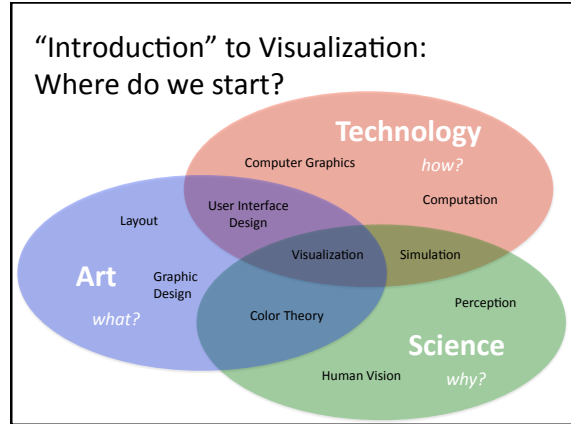 “Introduction” to Visualization:
Where do we start?
Technology
how?
Computer Graphics
Computation
User Interface
Design
Layout
Visualization
Simulation
Art
what?
Graphic
Design
Color Theory
Perception
Science
why?
Human Vision